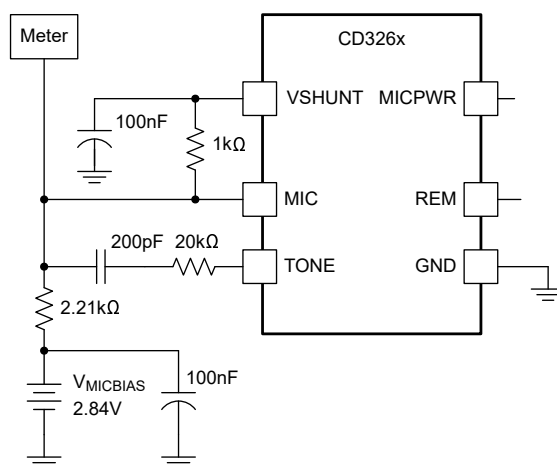 Meter
CD326x
VSHUNT MICPWR
100nF
1kΩ
MIC REM
200pF 20kΩ
TONE GND
2.21kΩ
VMICBIAS 100nF
2.84V